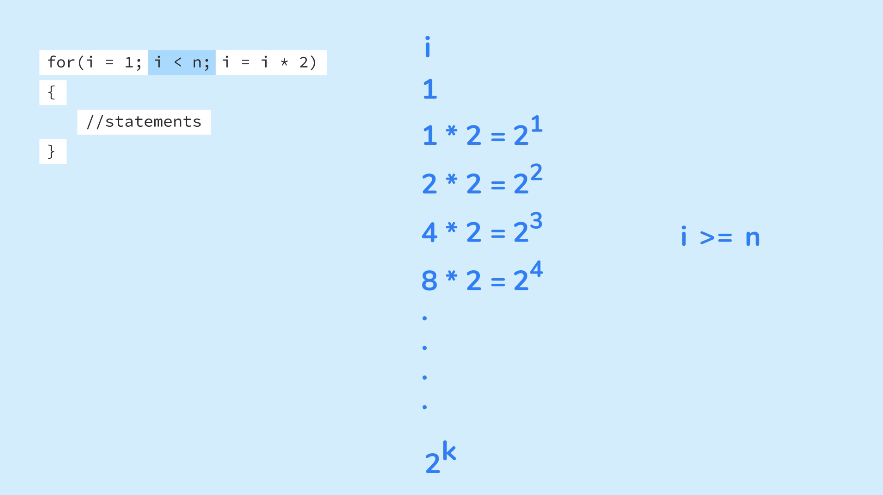 for(i = 1; i < n; i = i * 2)
{
//statements
}
i
1
1 * 2 = 2^1
2 * 2 = 2^2
4 * 2 = 2^3
8 * 2 = 2^4
.
.
.
.
2^k
i >= n